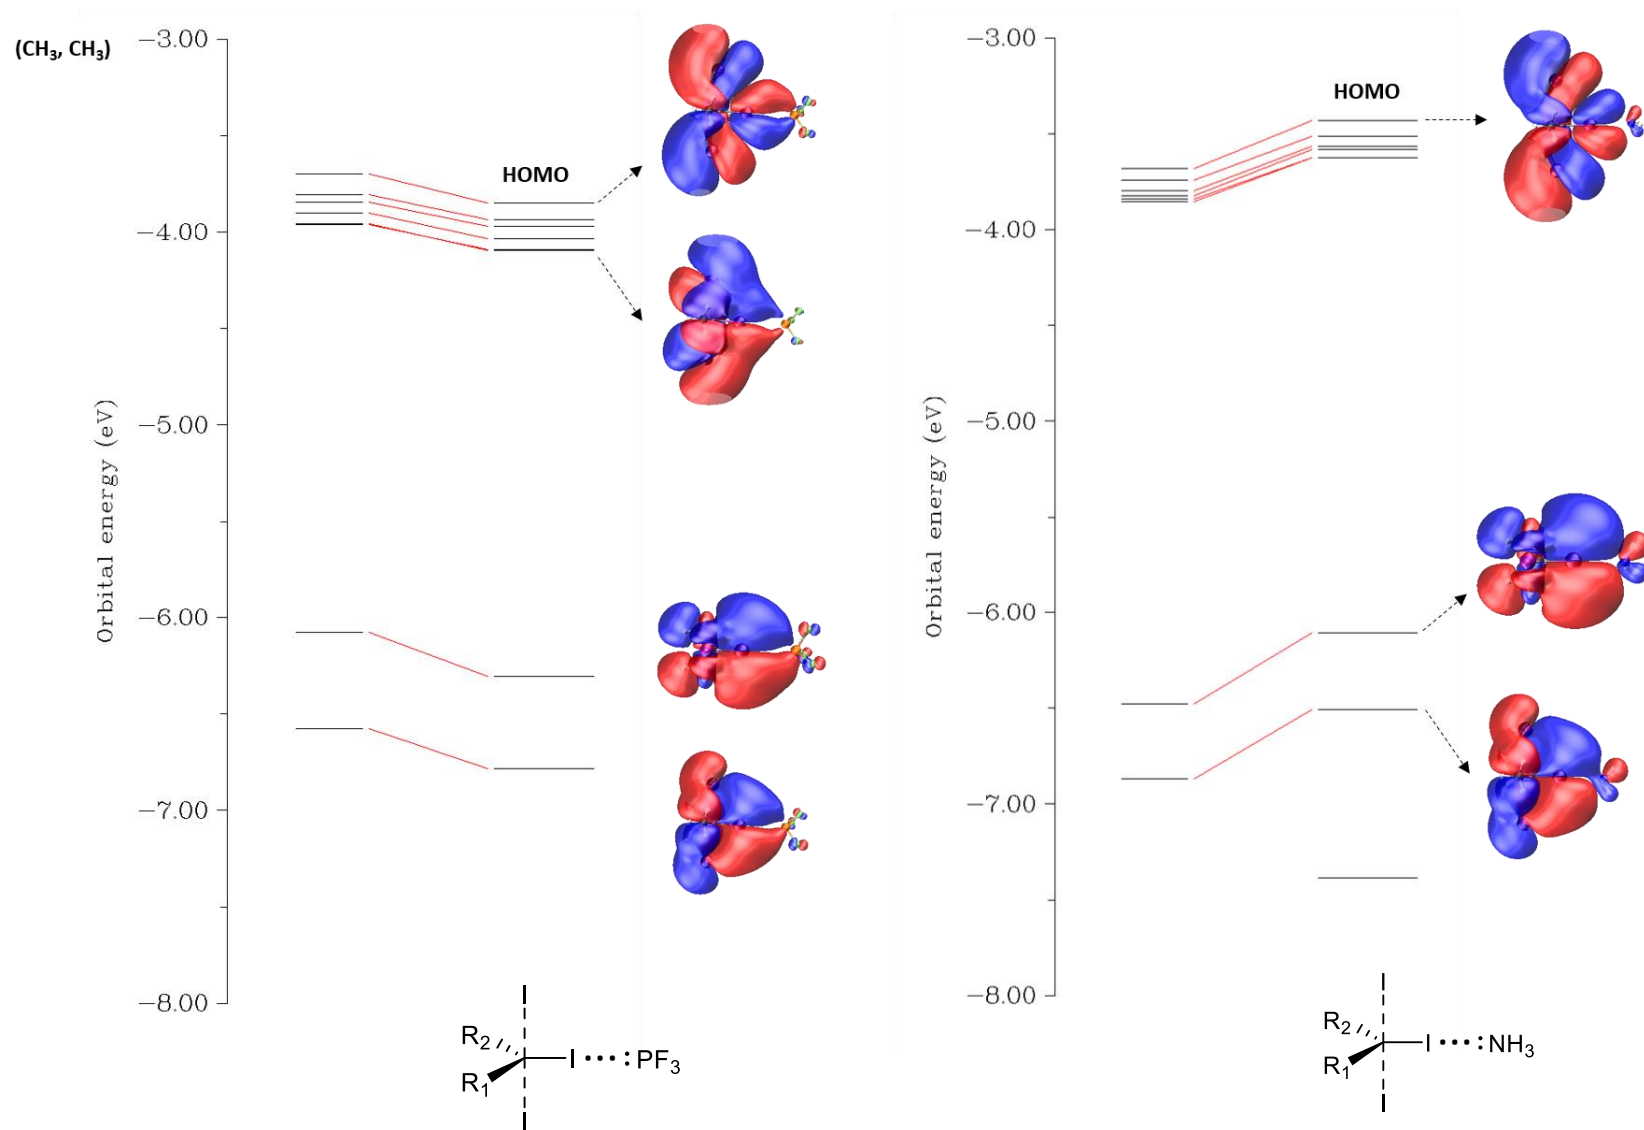 (CH₃, CH₃)
−3.00
−4.00
−5.00
−6.00
−7.00
−8.00
Orbital energy (eV)
HOMO
I
R₂
R₁
I
:PF₃
I
−3.00
−4.00
−5.00
−6.00
−7.00
−8.00
Orbital energy (eV)
HOMO
I
R₂
R₁
I
:NH₃
I